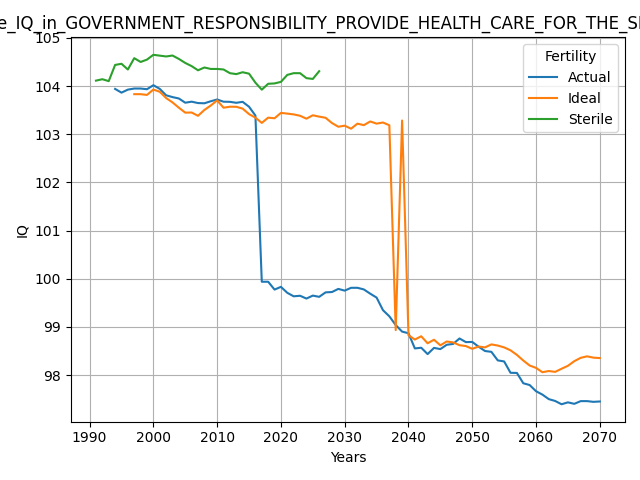 e_IQ_in_GOVERNMENT_RESPONSIBILITY_PROVIDE_HEALTH_CARE_FOR_THE_S
105
104
103
102
101
100
99
98
IQ
Fertility
Actual
Ideal
Sterile
1990 2000 2010 2020 2030 2040 2050 2060 2070
Years